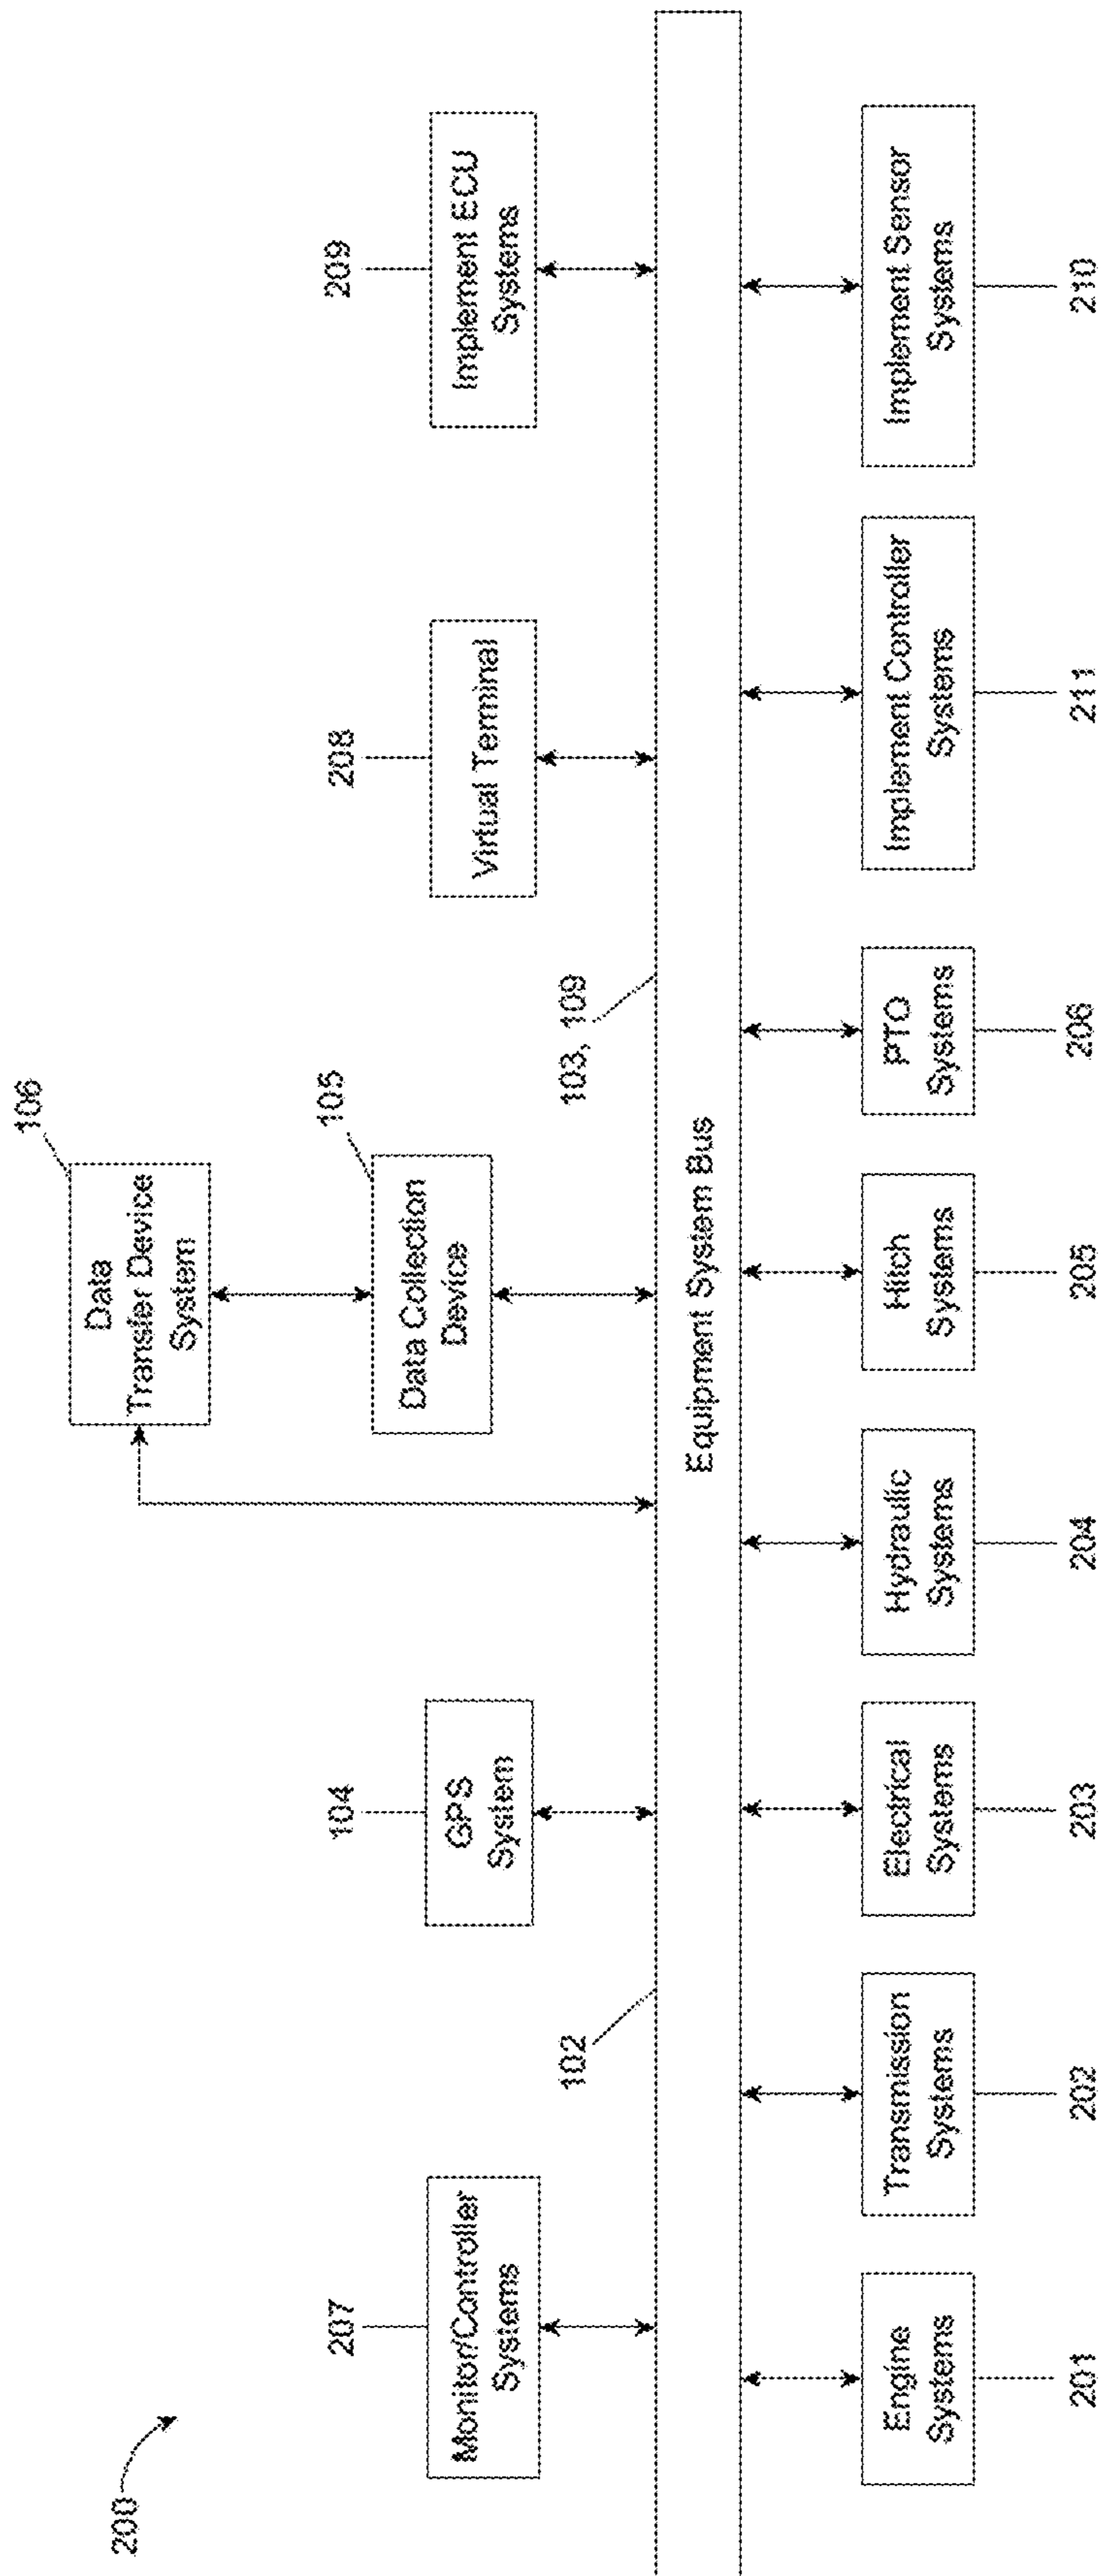 200
106
Data
Transfer Device
System
105
Data Collection
Device
207
Monitor/Controller
Systems
104
GPS
System
208
Virtual Terminal
209
Implement ECU
Systems
102
103, 109
Equipment System Bus
Engine
Systems
201
Transmission
Systems
202
Electrical
Systems
203
Hydraulic
Systems
204
Hitch
Systems
205
PTO
Systems
206
Implement Controller
Systems
211
Implement Sensor
Systems
210